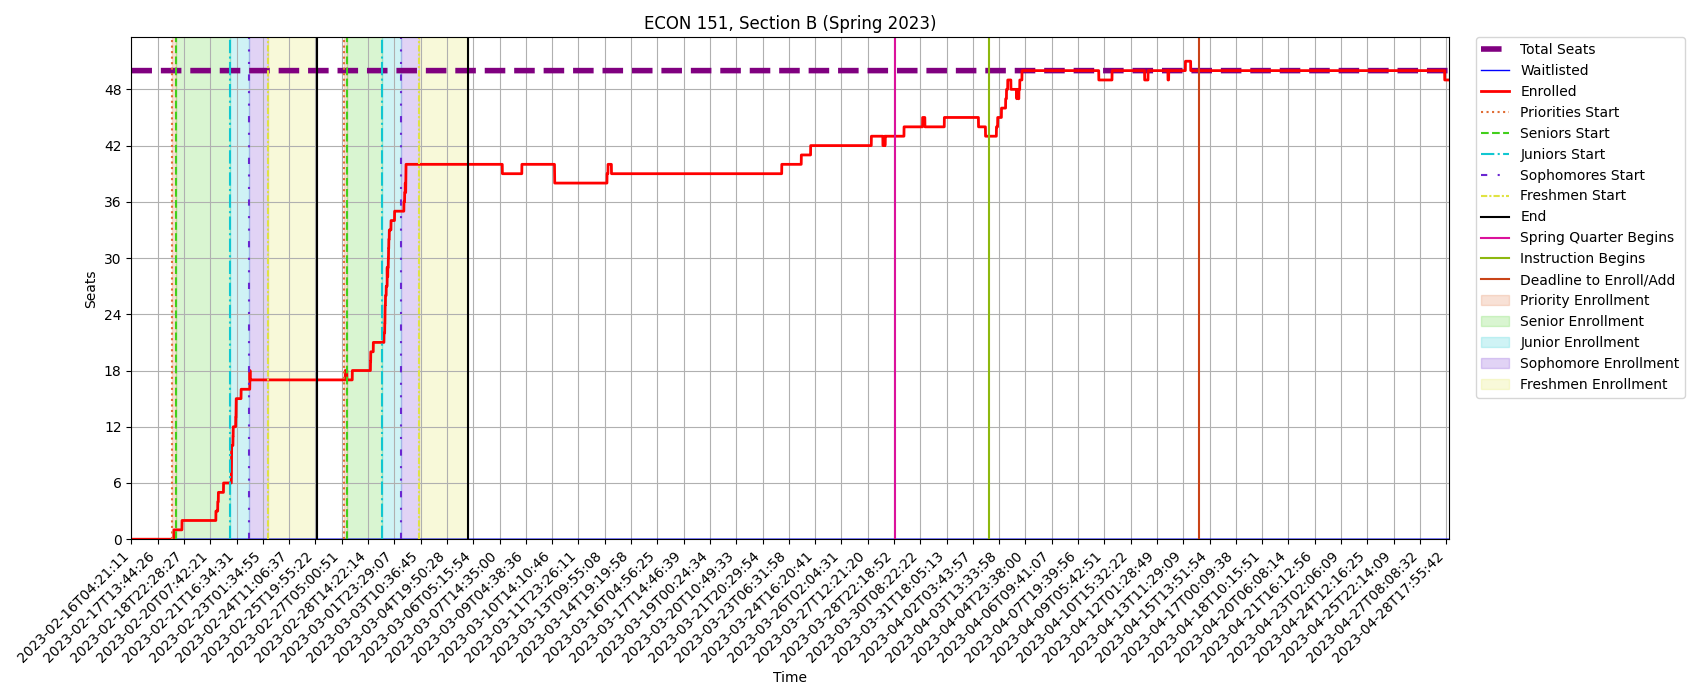 ECON 151, Section B (Spring 2023)
Total Seats
Waitlisted
Enrolled
Priorities Start
Seniors Start
Juniors Start
Sophomores Start
Freshmen Start
End
Spring Quarter Begins
Instruction Begins
Deadline to Enroll/Add
Priority Enrollment
Senior Enrollment
Junior Enrollment
Sophomore Enrollment
Freshmen Enrollment
Seats
48
42
36
30
24
18
12
6
0
2023-02-16T04:21:11
2023-02-17T13:44:26
2023-02-18T22:28:27
2023-02-20T07:42:21
2023-02-21T16:34:31
2023-02-23T01:34:55
2023-02-24T11:06:37
2023-02-25T19:55:22
2023-02-27T05:00:51
2023-02-28T14:22:14
2023-03-01T23:29:07
2023-03-03T10:36:45
2023-03-04T19:50:28
2023-03-06T05:15:54
2023-03-07T14:35:00
2023-03-09T04:38:36
2023-03-10T14:10:46
2023-03-11T23:26:11
2023-03-13T09:55:08
2023-03-14T19:19:58
2023-03-16T04:56:25
2023-03-17T14:46:39
2023-03-19T00:24:34
2023-03-20T10:49:33
2023-03-21T20:29:54
2023-03-23T06:31:58
2023-03-24T16:20:41
2023-03-26T02:04:31
2023-03-27T12:21:20
2023-03-28T22:18:52
2023-03-30T08:22:22
2023-03-31T18:05:13
2023-04-02T03:43:57
2023-04-03T13:33:58
2023-04-04T23:38:00
2023-04-06T09:41:07
2023-04-07T19:39:56
2023-04-09T05:42:51
2023-04-10T15:32:22
2023-04-12T01:28:49
2023-04-13T11:29:09
2023-04-15T13:51:54
2023-04-17T00:09:38
2023-04-18T10:15:51
2023-04-20T06:08:14
2023-04-21T16:12:56
2023-04-23T02:06:09
2023-04-24T12:16:25
2023-04-25T22:14:09
2023-04-27T08:08:32
2023-04-28T17:55:42
Time